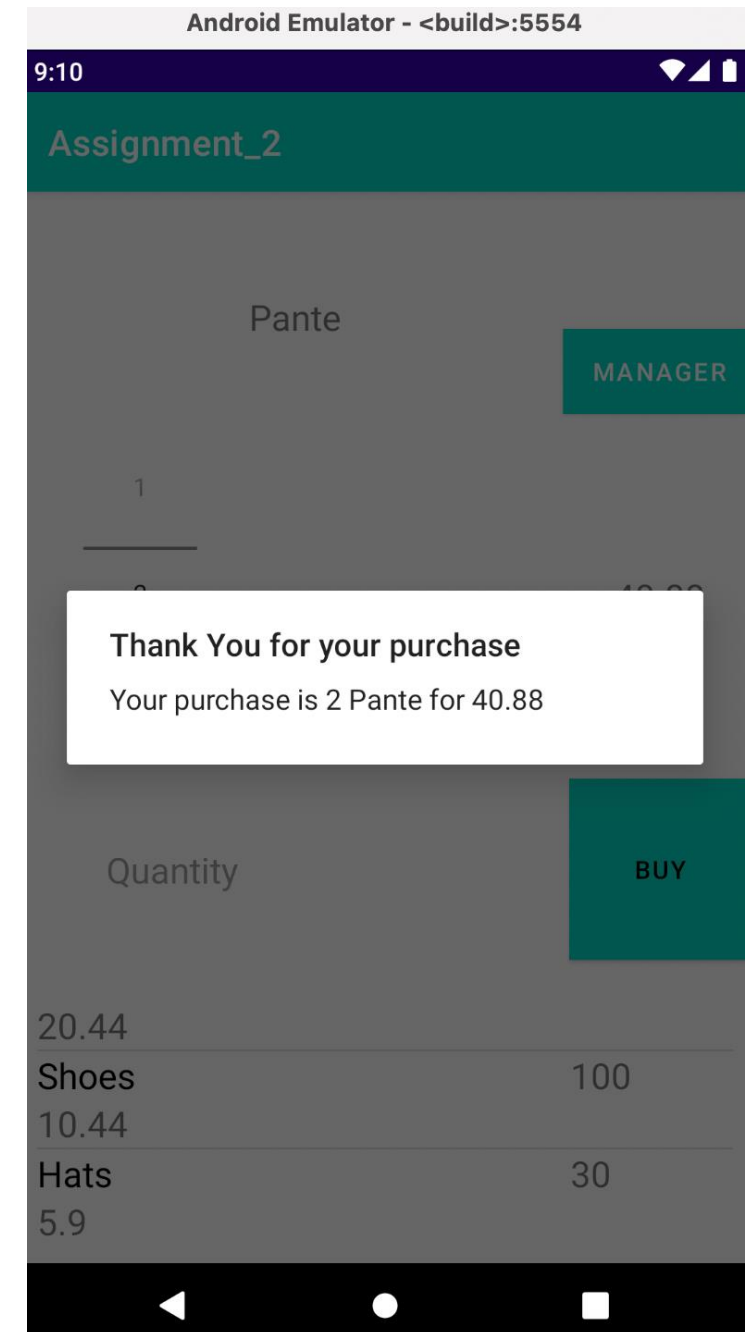 Android Emulator - <build>:5554
9:10
Assignment_2
Pante
MANAGER
1
Thank You for your purchase
Your purchase is 2 Pante for 40.88
Quantity
BUY
20.44
Shoes 100
10.44
Hats 30
5.9